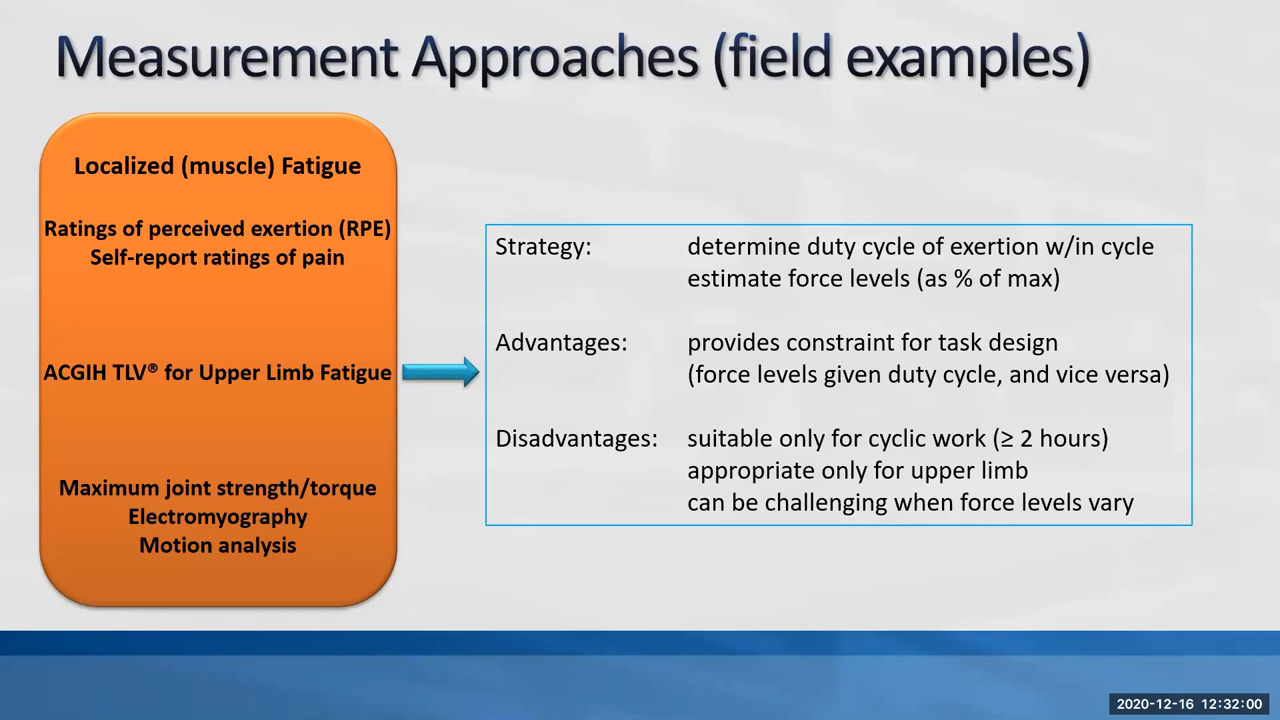 Measurement Approaches (field examples)
Localized (muscle) Fatigue
Ratings of perceived exertion (RPE)
Self-report ratings of pain
ACGIH TLV® for Upper Limb Fatigue
Maximum joint strength/torque
Electromyography
Motion analysis
Strategy: determine duty cycle of exertion w/in cycle
estimate force levels (as % of max)
Advantages: provides constraint for task design
(force levels given duty cycle, and vice versa)
Disadvantages: suitable only for cyclic work (≥ 2 hours)
appropriate only for upper limb
can be challenging when force levels vary
2020-12-16 12:32:00